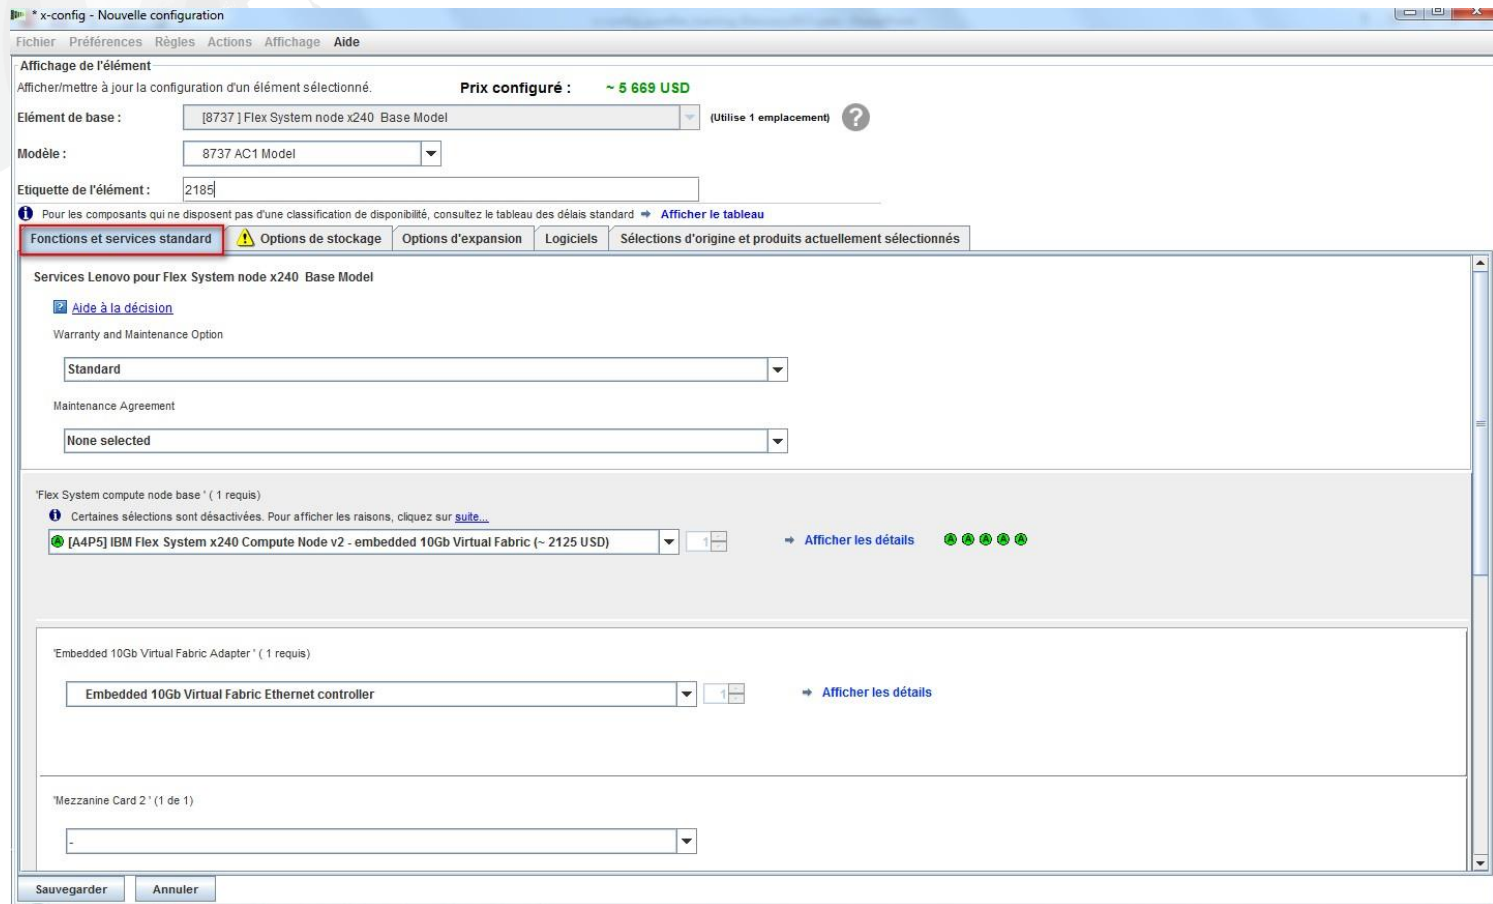 * x-config - Nouvelle configuration
Fichier Préférences Règles Actions Affichage Aide
Affichage de l'élément
Afficher/mettre à jour la configuration d'un élément sélectionné. Prix configuré : ~ 5 669 USD
Elément de base : [8737 ] Flex System node x240 Base Model (Utilise 1 emplacement) ?
Modèle : 8737 AC1 Model
Etiquette de l'élément : 2185
Pour les composants qui ne disposent pas d'une classification de disponibilité, consultez le tableau des délais standard Afficher le tableau
Fonctions et services standard Options de stockage Options d'expansion Logiciels Sélections d'origine et produits actuellement sélectionnés
Services Lenovo pour Flex System node x240 Base Model
? Aide à la décision
Warranty and Maintenance Option
Standard
Maintenance Agreement
None selected
'Flex System compute node base ' ( 1 requis)
Certaines sélections sont désactivées. Pour afficher les raisons, cliquez sur suite...
A [A4P5] IBM Flex System x240 Compute Node v2 - embedded 10Gb Virtual Fabric (~ 2125 USD) 1 Afficher les détails A A A A A
'Embedded 10Gb Virtual Fabric Adapter ' ( 1 requis)
Embedded 10Gb Virtual Fabric Ethernet controller 1 Afficher les détails
'Mezzanine Card 2 ' (1 de 1)
-
Sauvegarder Annuler